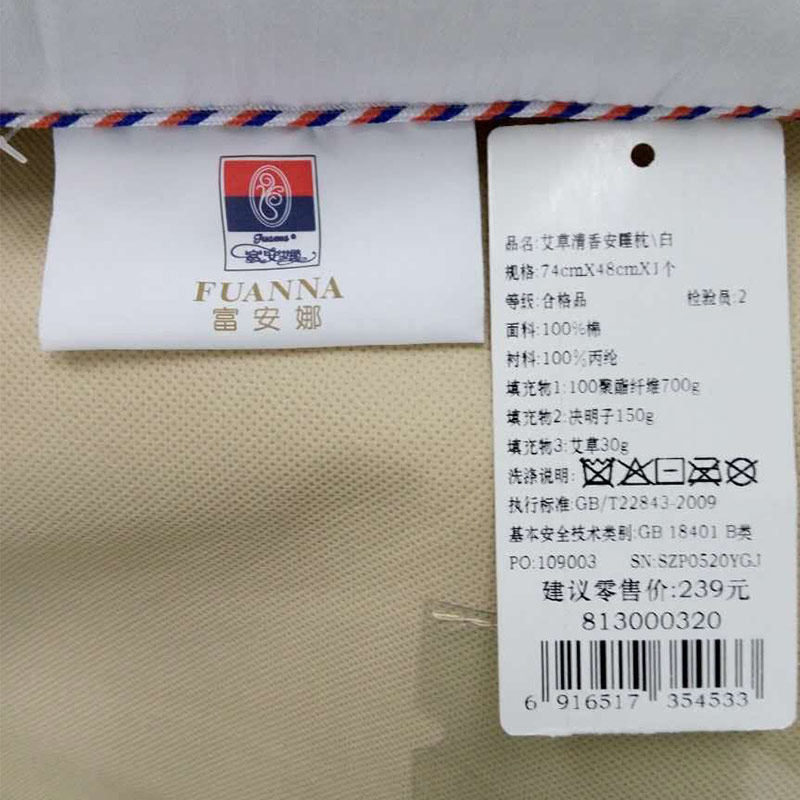 富安娜
FUANNA
富安娜
品名:艾草清香安睡枕\白
规格:74cmX48cmX1个
等级:合格品 检验员:2
面料:100%棉
衬料:100%丙纶
填充物1:100聚酯纤维700g
填充物2:决明子150g
填充物3:艾草30g
洗涤说明:
执行标准:GB/T22843-2009
基本安全技术类别:GB 18401 B类
PO:109003 SN:SZP0520YGJ
建议零售价:239元
813000320
6 916517 354533